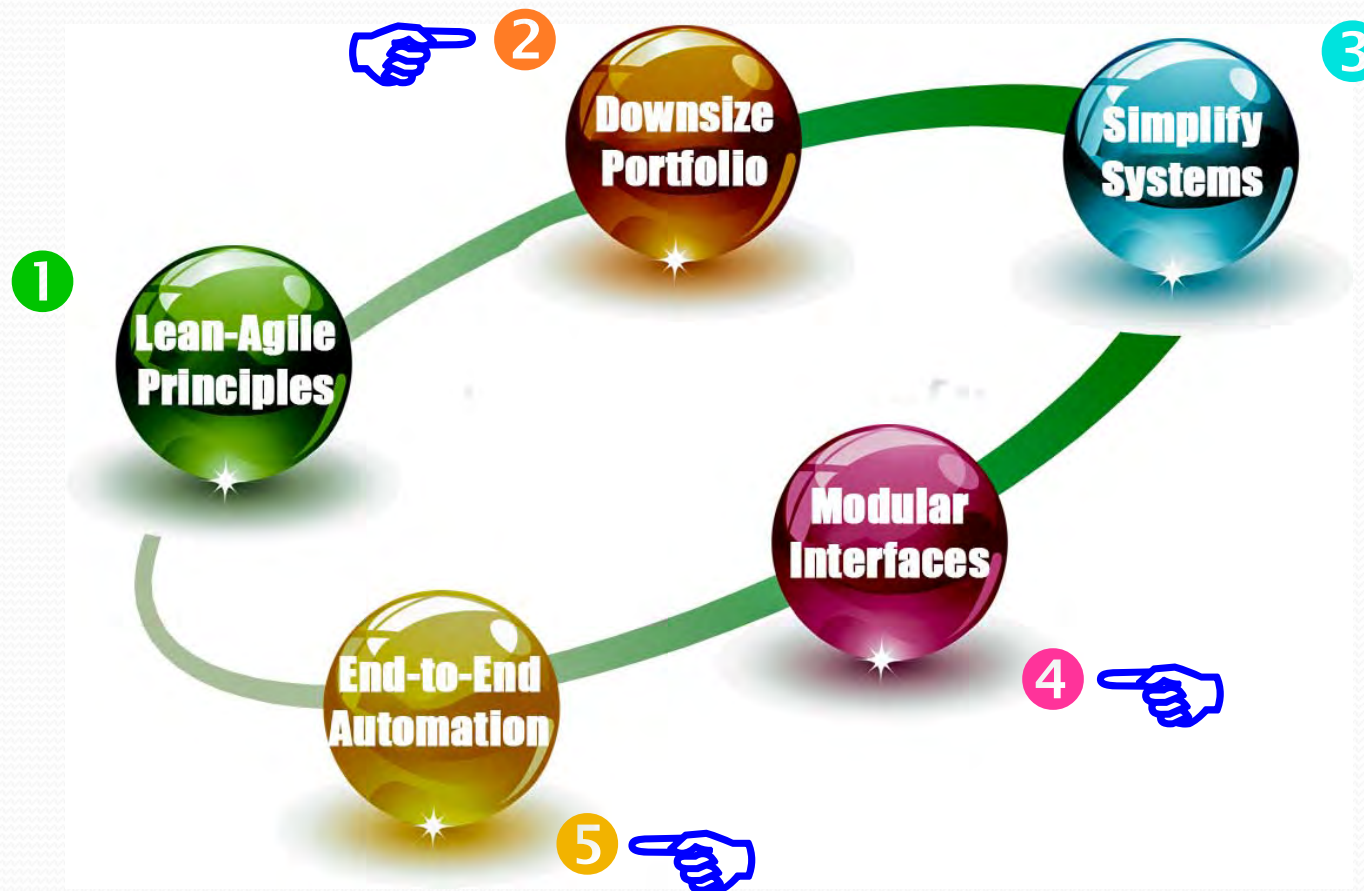 1
Lean-Agile
Principles
2
Downsize
Portfolio
3
Simplify
Systems
4
Modular
Interfaces
5
End-to-End
Automation